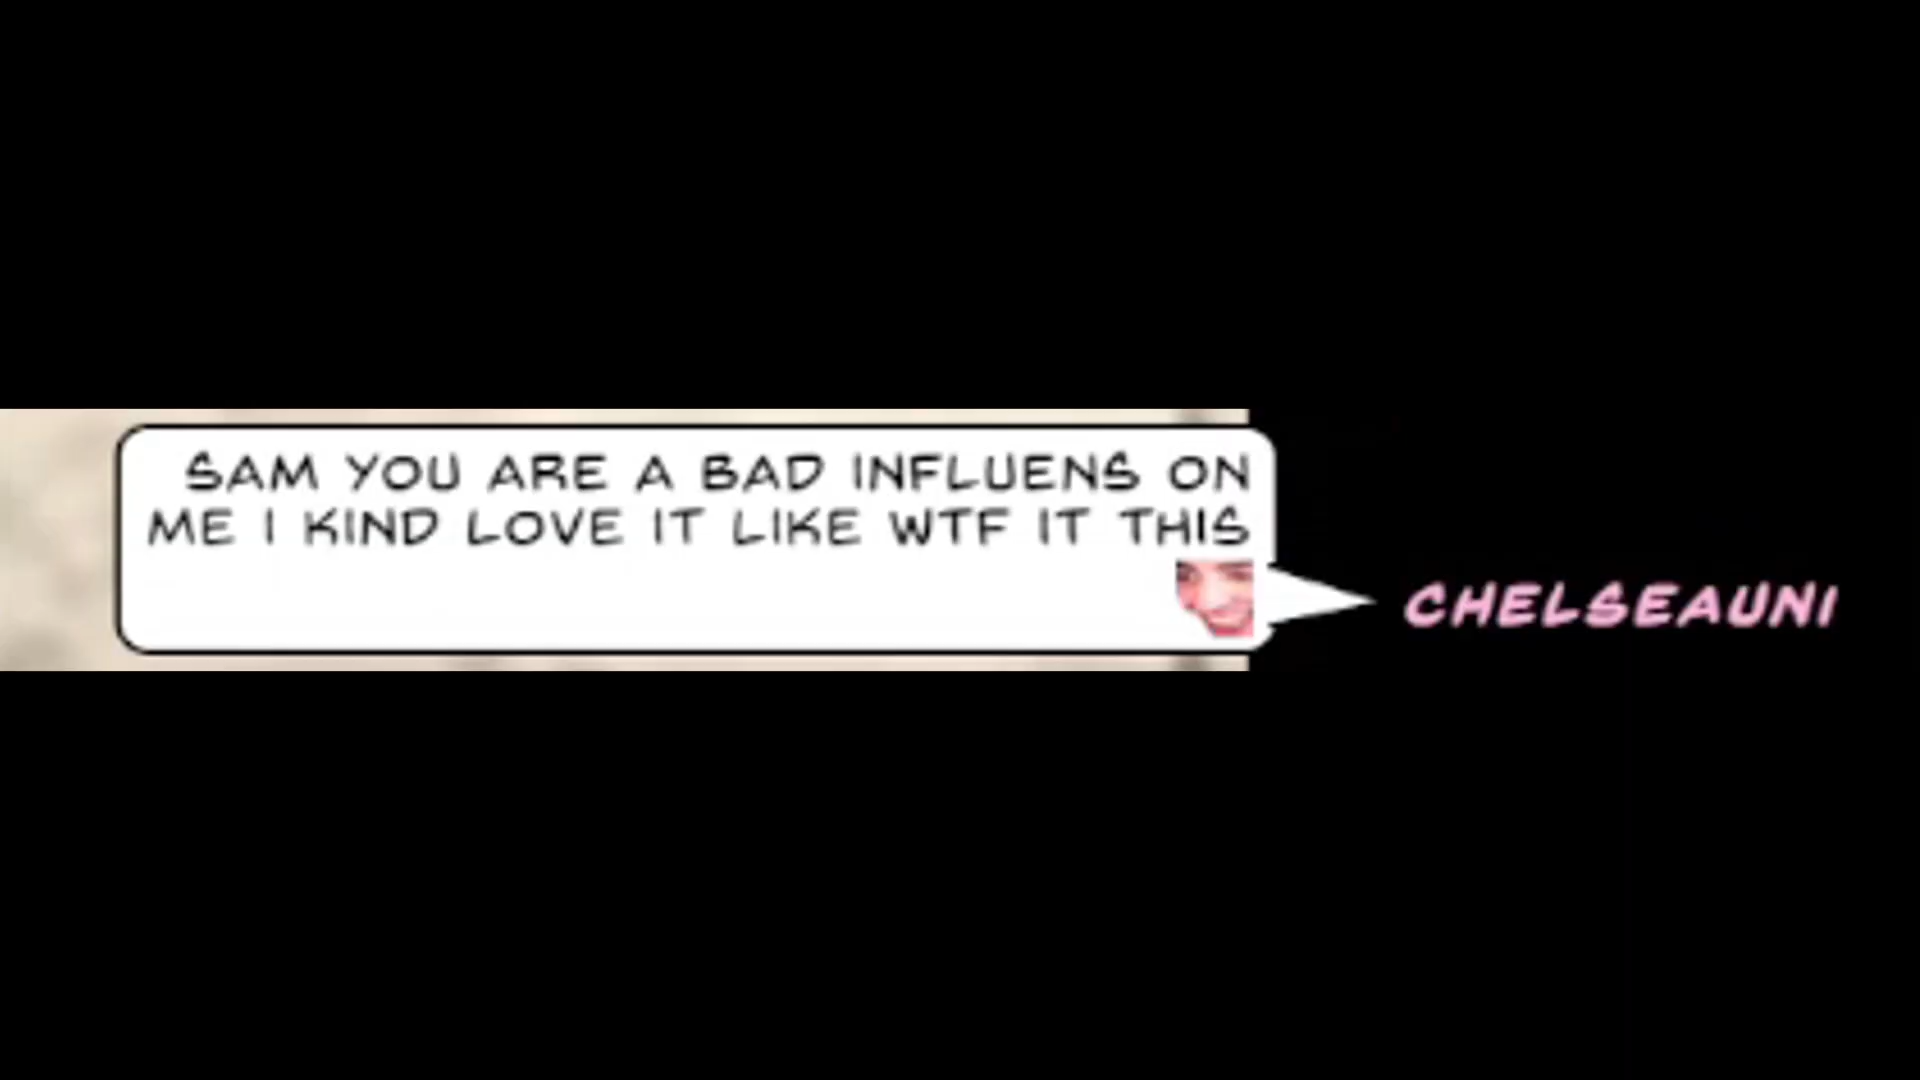 SAM YOU ARE A BAD INFLUENS ON
ME I KIND LOVE IT LIKE WTF IT THIS
CHELSEAUNI